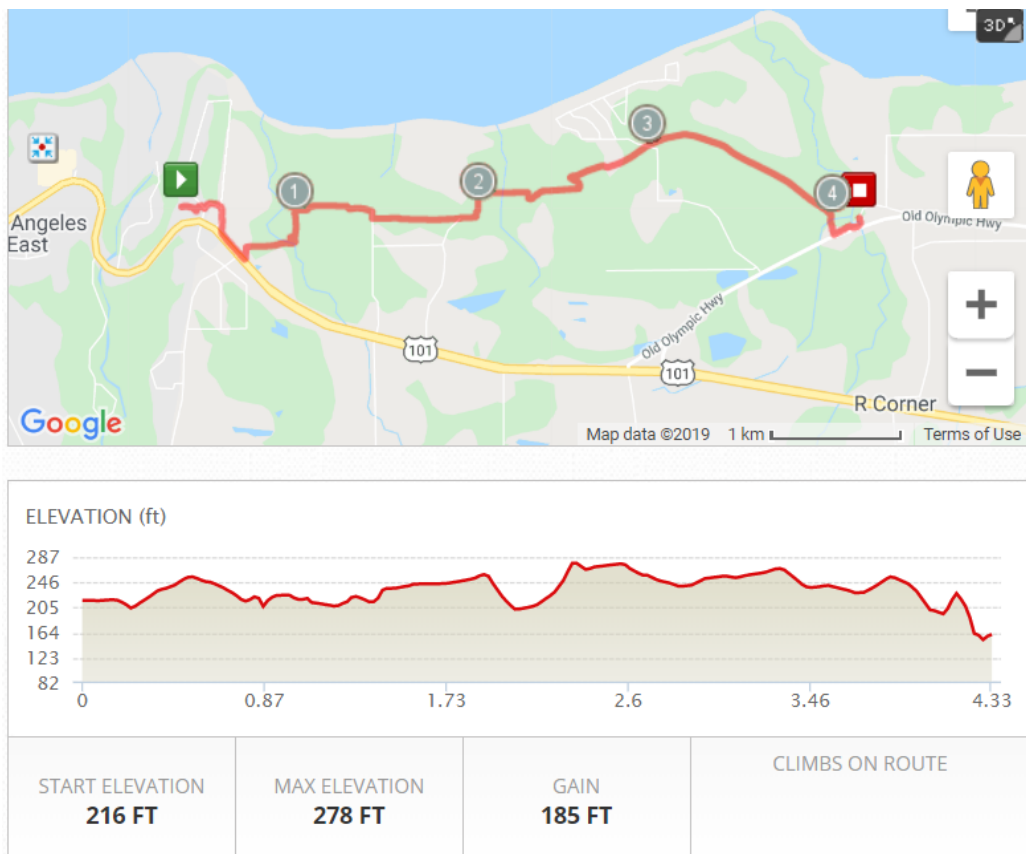 3D
3
1
2
4
Angeles
East
Old Olympic Hwy
Old Olympic Hwy
101
101
R Corner
Google
Map data ©2019 1 km Terms of Use
ELEVATION (ft)
287
246
205
164
123
82
0 0.87 1.73 2.6 3.46 4.33
START ELEVATION
216 FT
MAX ELEVATION
278 FT
GAIN
185 FT
CLIMBS ON ROUTE